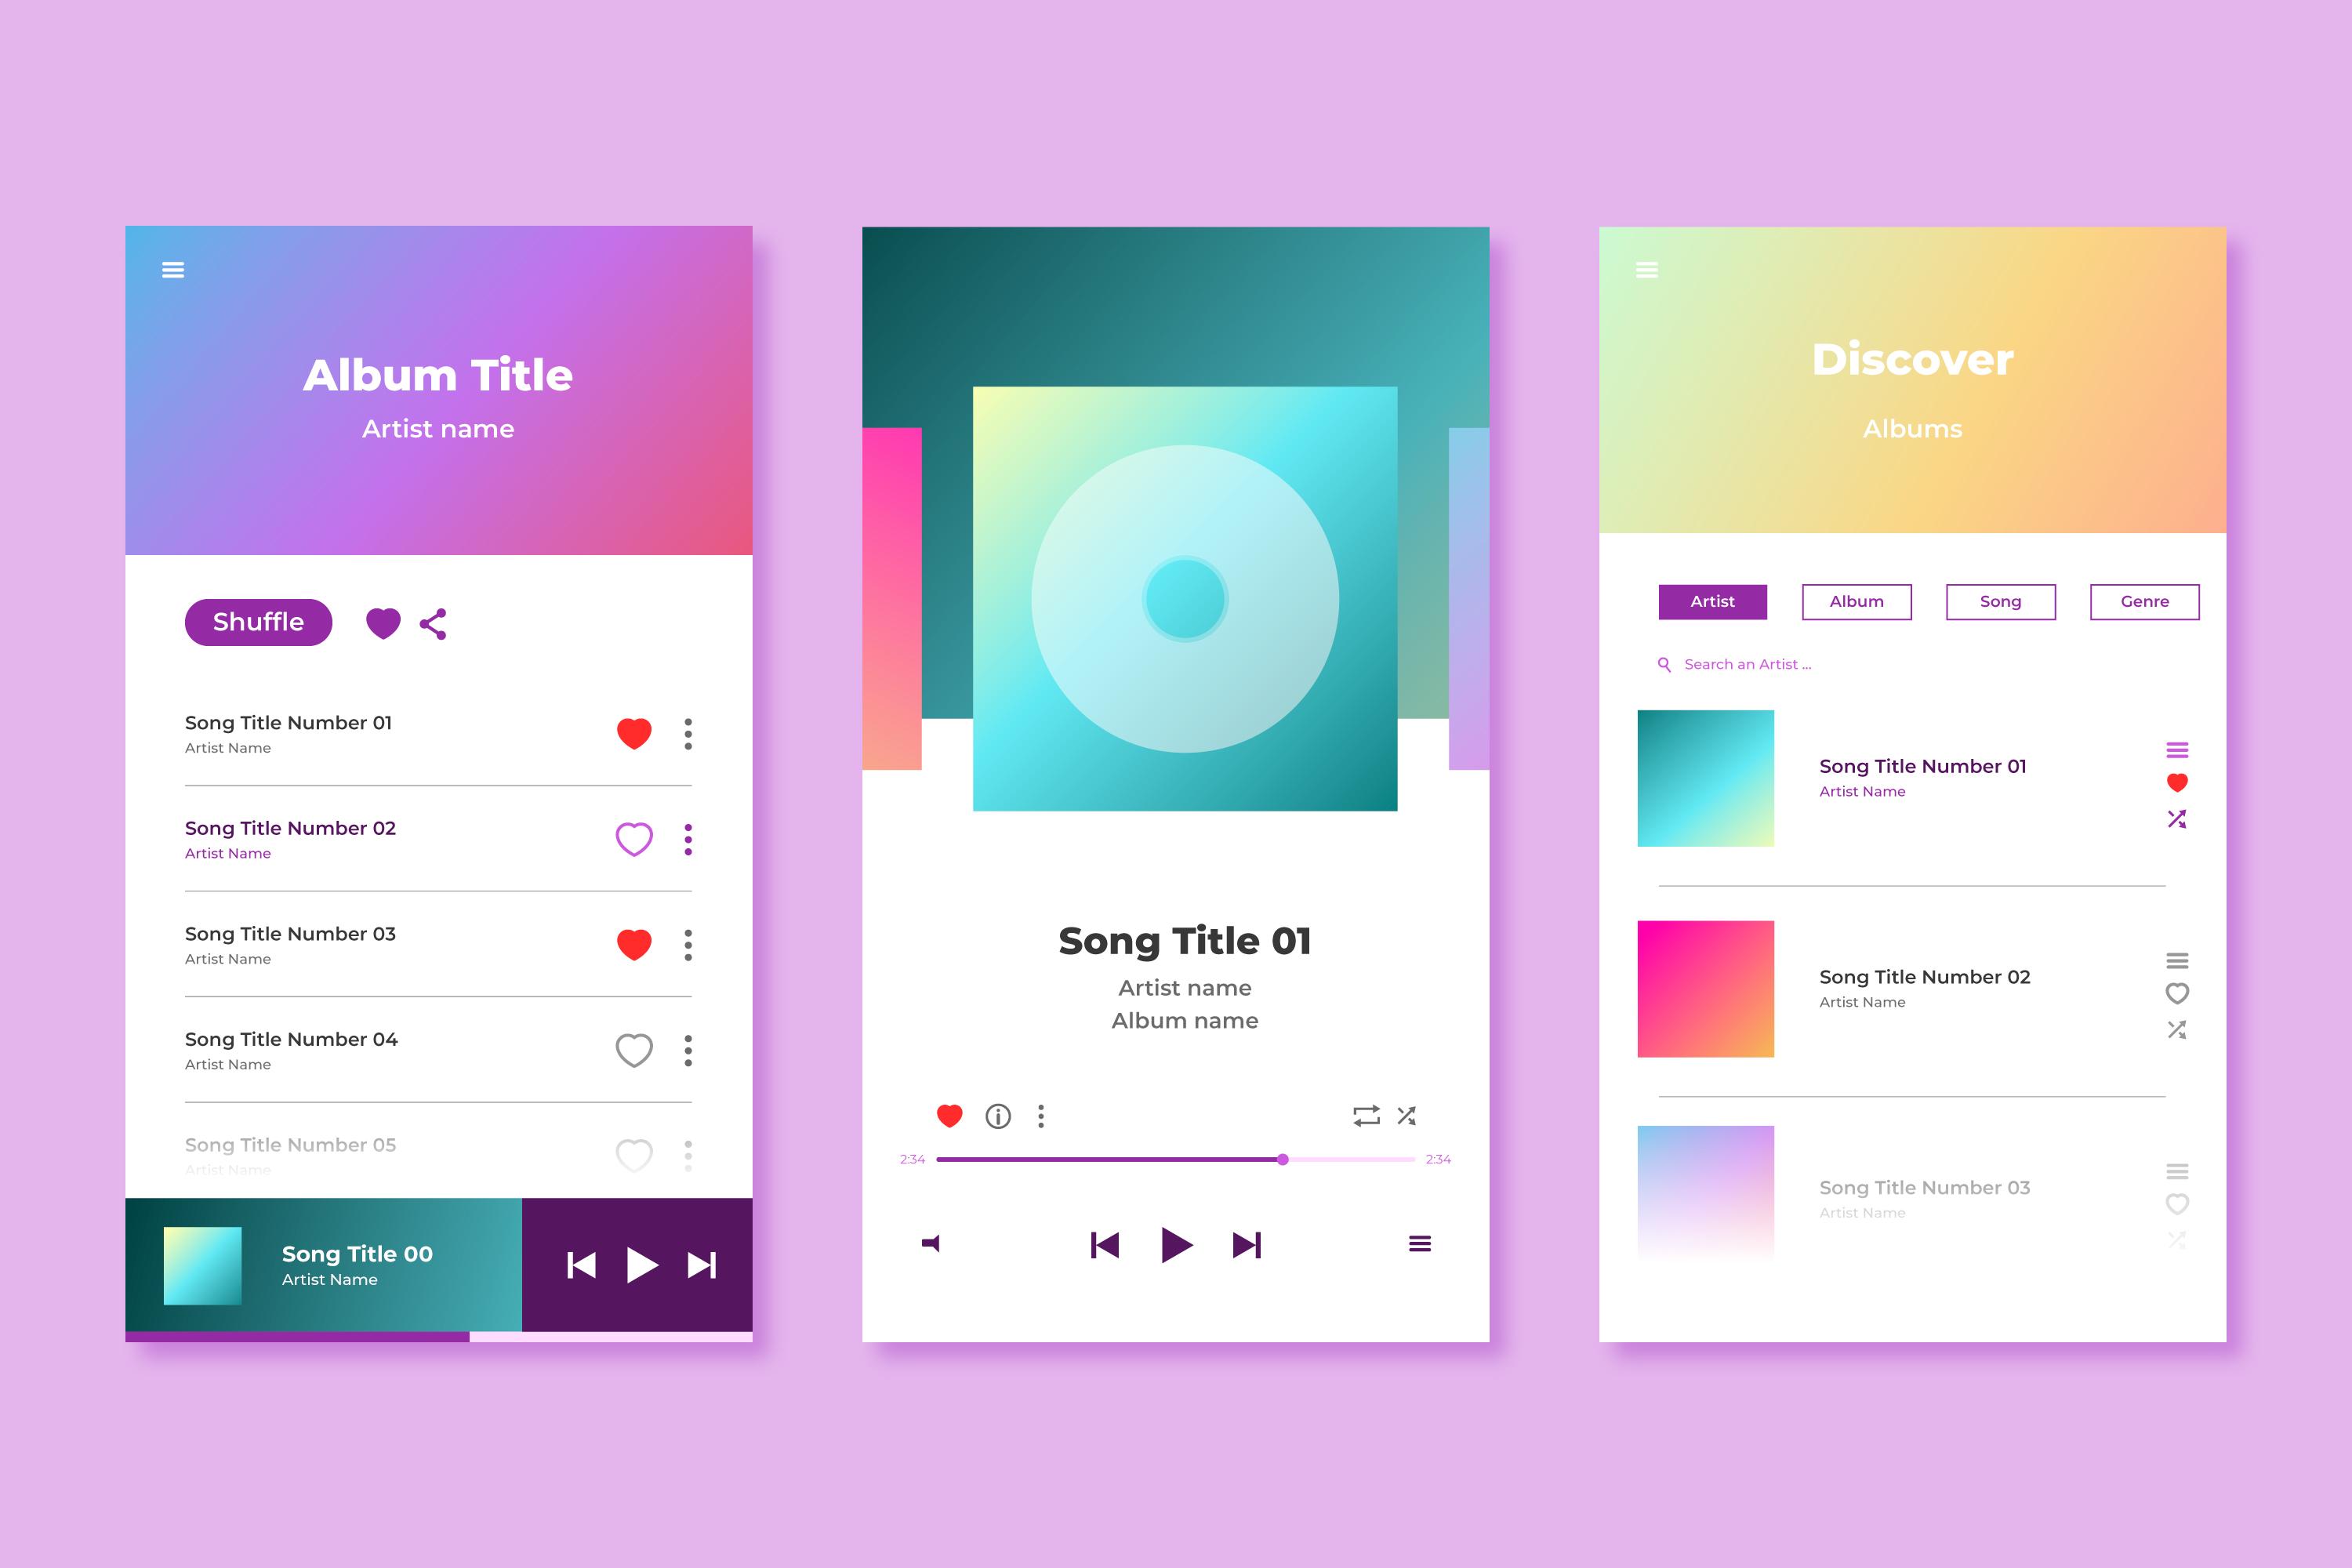 Album Title
Artist name
Shuffle
Song Title Number 01
Artist Name
Song Title Number 02
Artist Name
Song Title Number 03
Artist Name
Song Title Number 04
Artist Name
Song Title Number 05
Artist Name
Song Title 00
Artist Name
Song Title 01
Artist name
Album name
2:34 2:34
Discover
Albums
Artist Album Song Genre
Search an Artist ...
Song Title Number 01
Artist Name
Song Title Number 02
Artist Name
Song Title Number 03
Artist Name